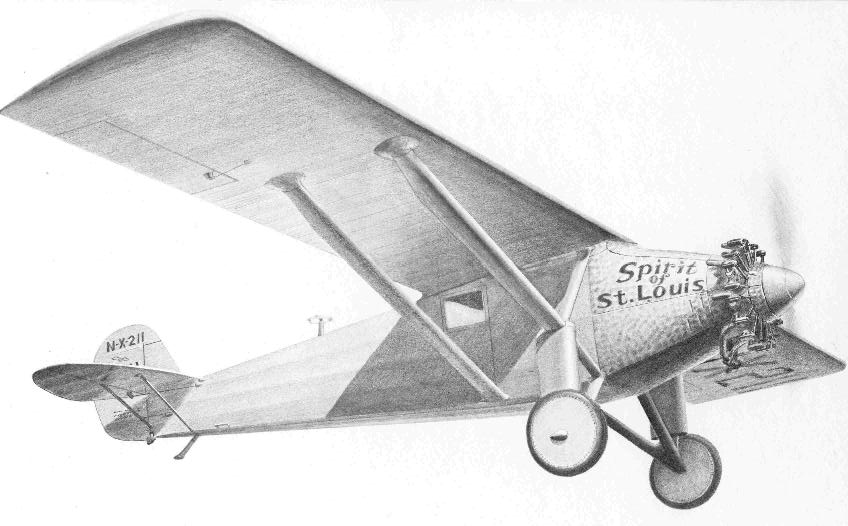 Spirit
of
St. Louis
N-X-211